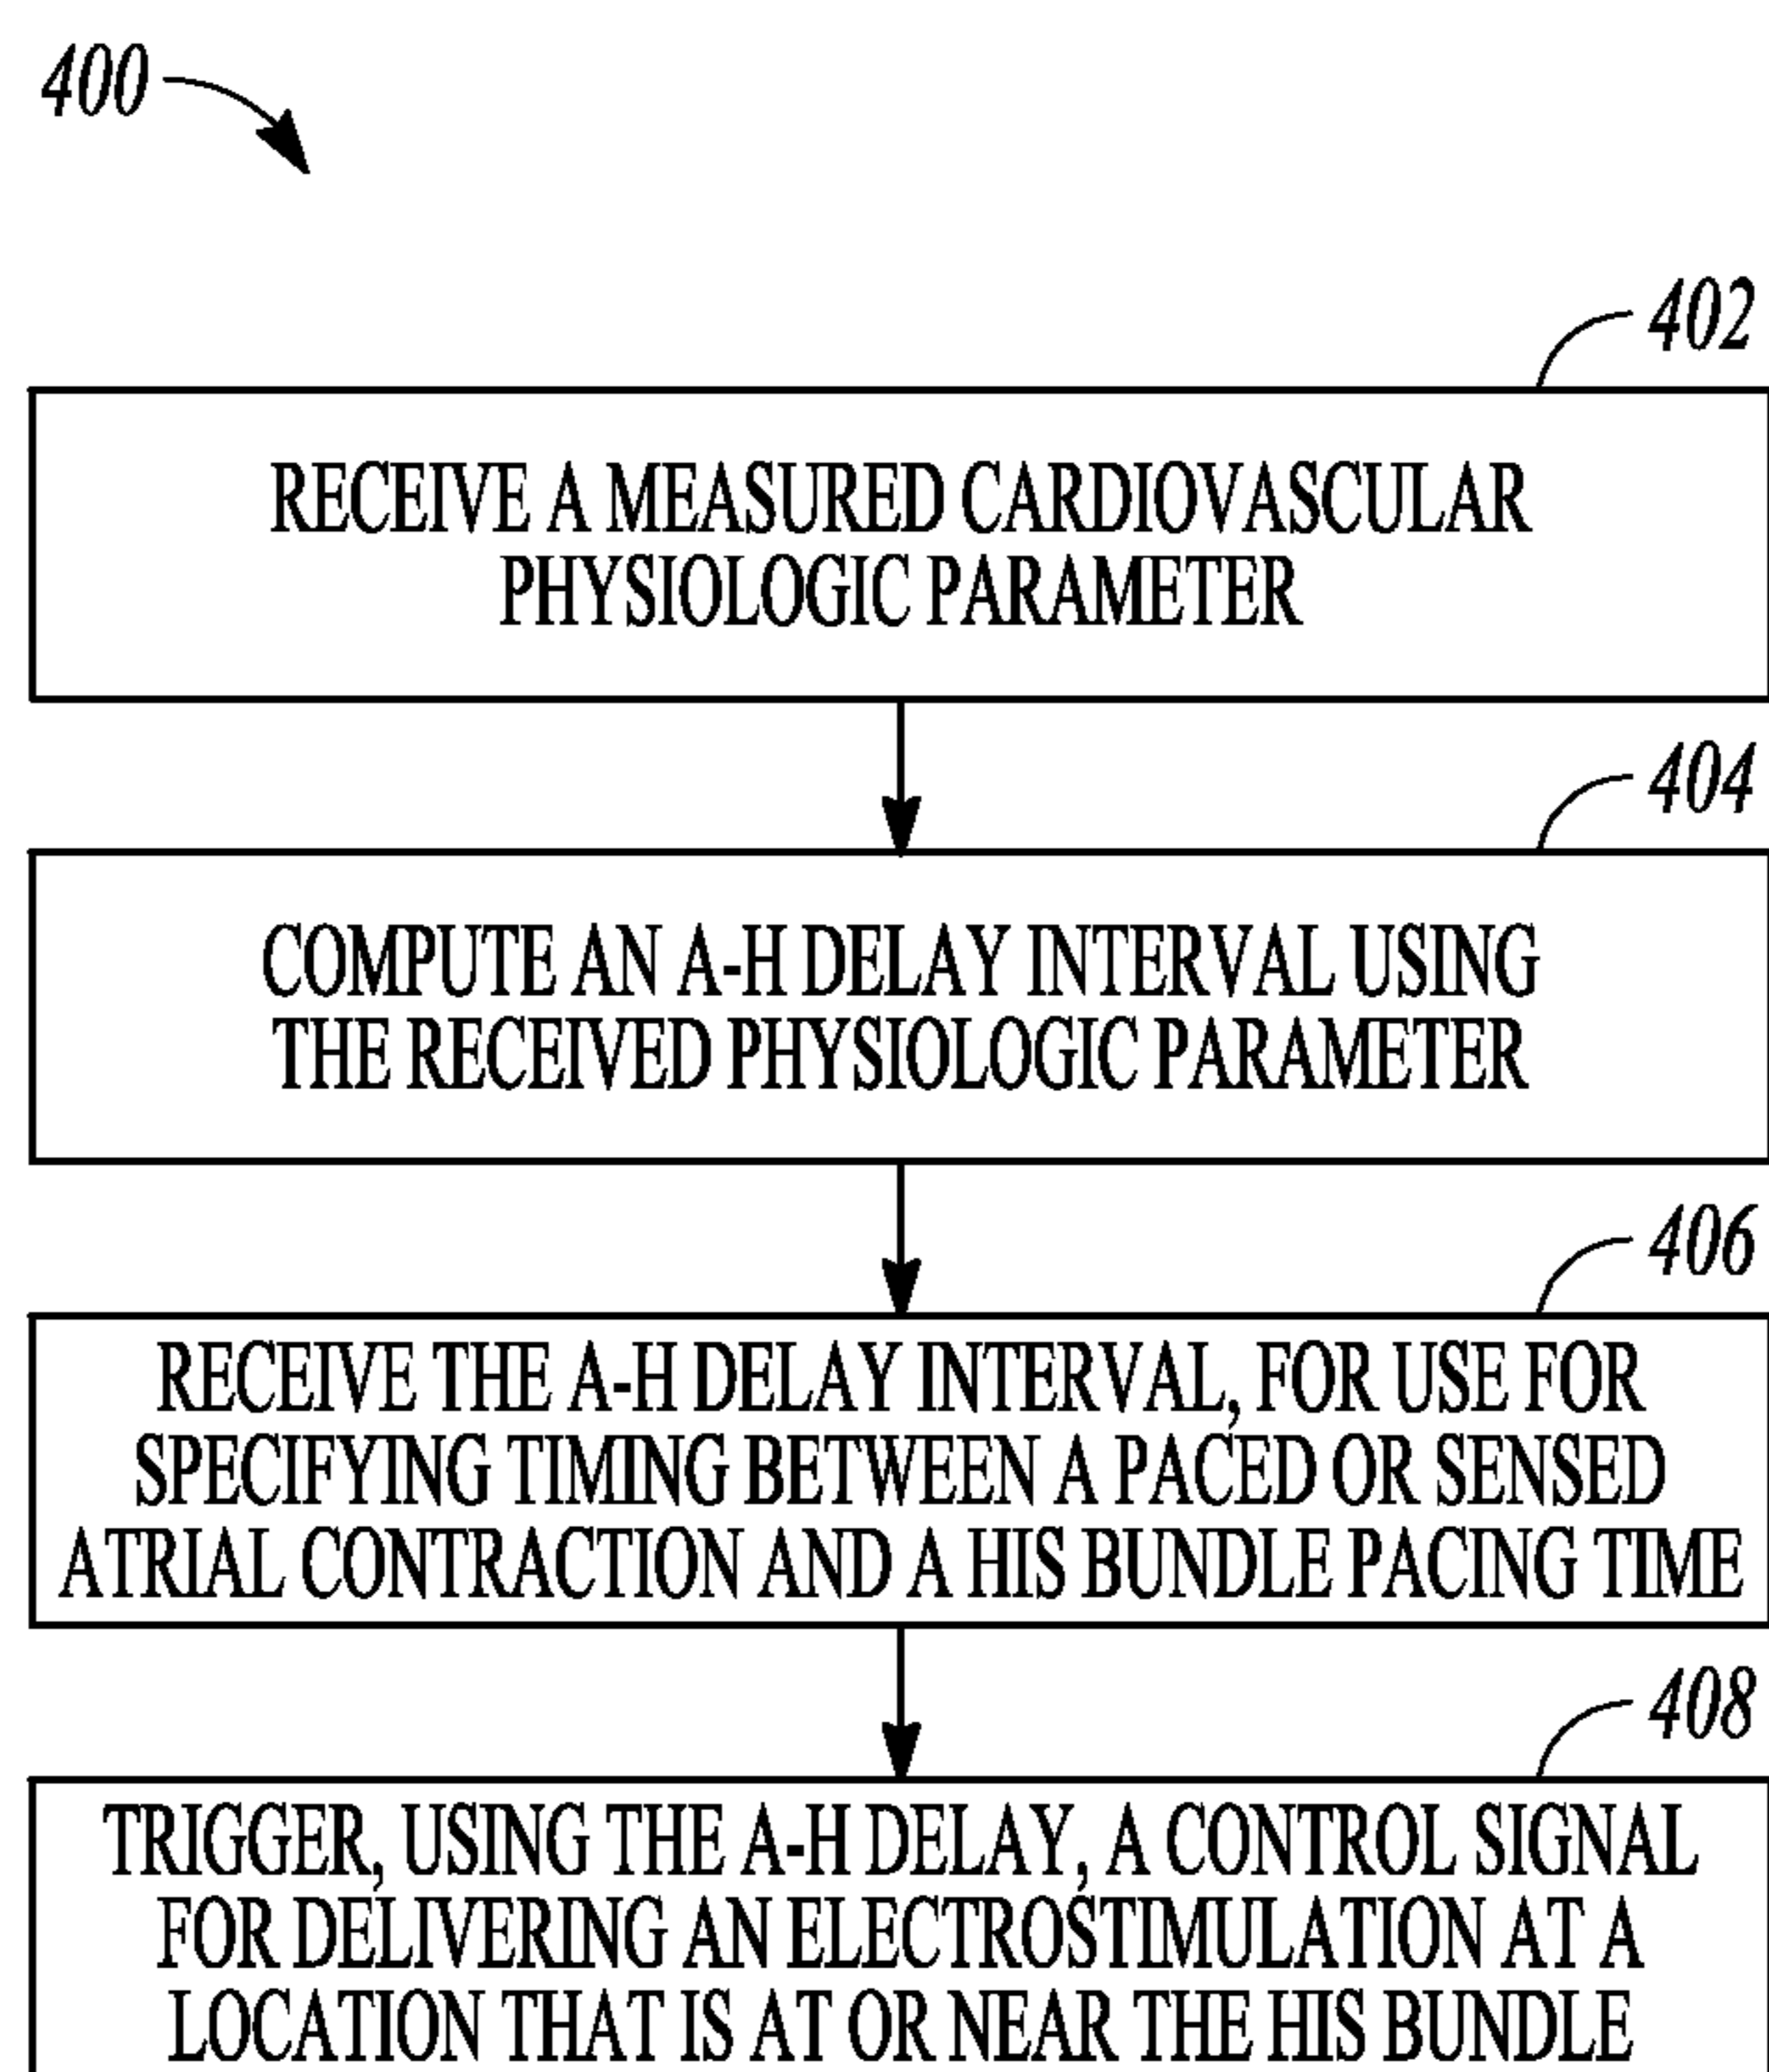 400
402
RECEIVE A MEASURED CARDIOVASCULAR
PHYSIOLOGIC PARAMETER
404
COMPUTE AN A-H DELAY INTERVAL USING
THE RECEIVED PHYSIOLOGIC PARAMETER
406
RECEIVE THE A-H DELAY INTERVAL, FOR USE FOR
SPECIFYING TIMING BETWEEN A PACED OR SENSED
ATRIAL CONTRACTION AND A HIS BUNDLE PACING TIME
408
TRIGGER, USING THE A-H DELAY, A CONTROL SIGNAL
FOR DELIVERING AN ELECTROSTIMULATION AT A
LOCATION THAT IS AT OR NEAR THE HIS BUNDLE